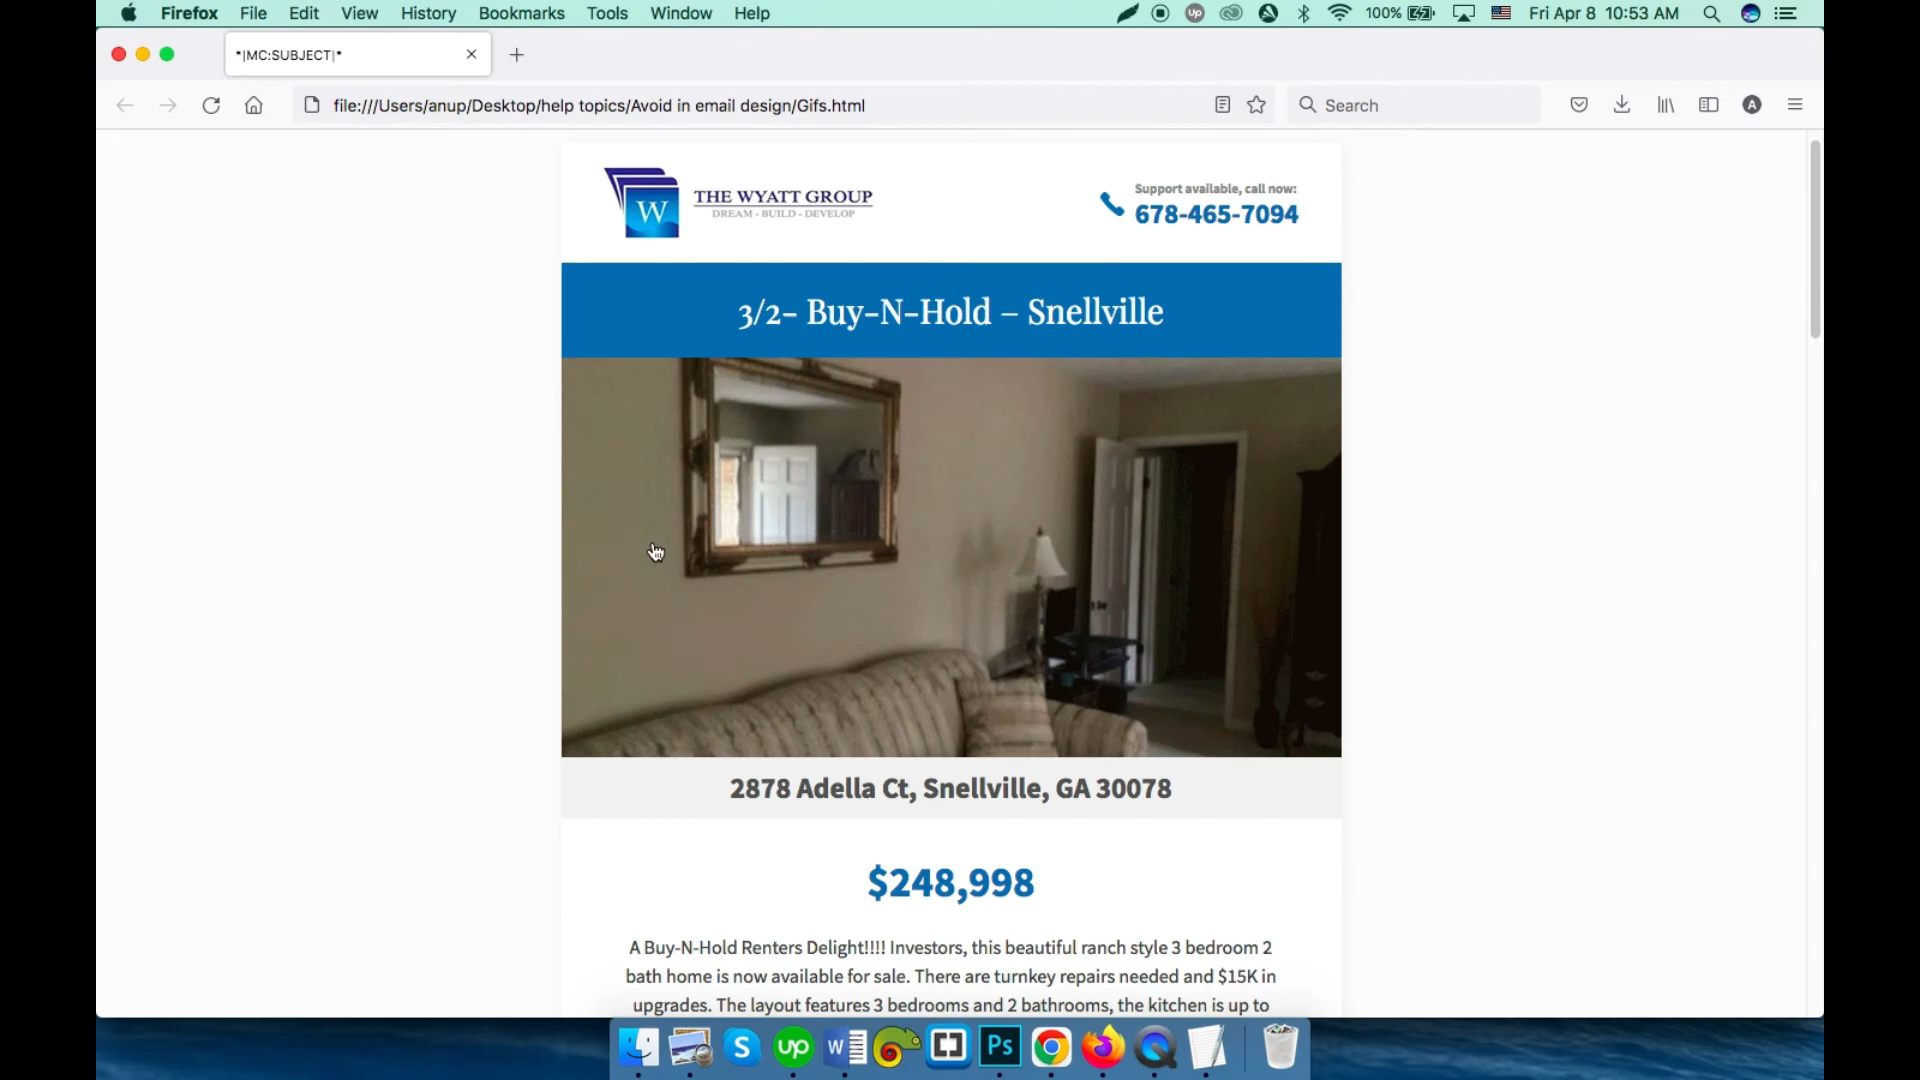 Firefox File Edit View History Bookmarks Tools Window Help
Up 100% Fri Apr 8 10:53 AM
*|MC:SUBJECT|*
file:///Users/anup/Desktop/help topics/Avoid in email design/Gifs.html
Search
A
W
THE WYATT GROUP
DREAM - BUILD - DEVELOP
Support available, call now:
678-465-7094
3/2- Buy-N-Hold – Snellville
2878 Adella Ct, Snellville, GA 30078
$248,998
A Buy-N-Hold Renters Delight!!!! Investors, this beautiful ranch style 3 bedroom 2
bath home is now available for sale. There are turnkey repairs needed and $15K in
upgrades. The layout features 3 bedrooms and 2 bathrooms, the kitchen is up to
S up W Ps